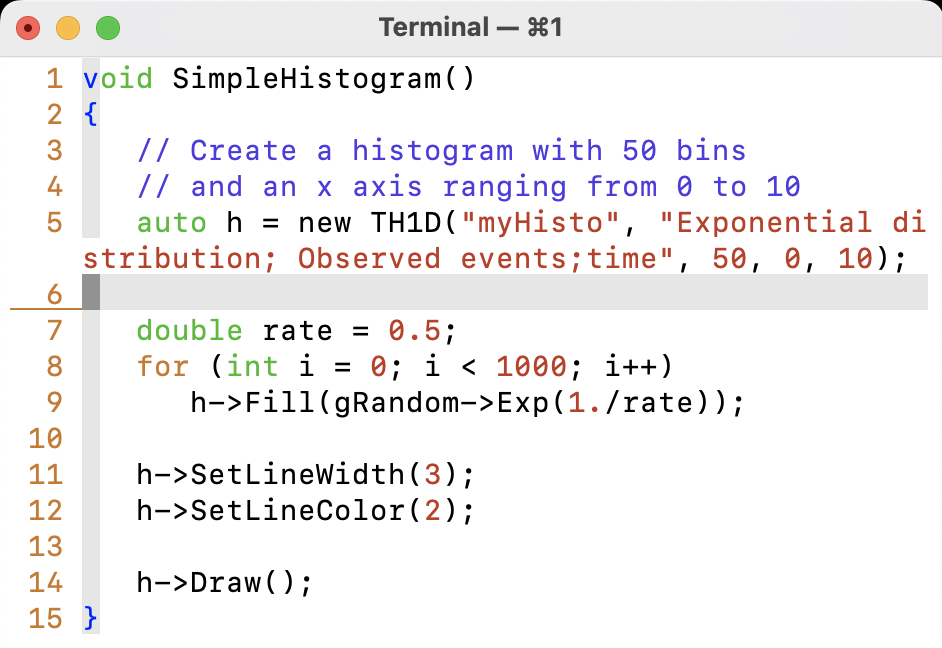 Terminal — ⌘1
1 void SimpleHistogram()
2 {
3    // Create a histogram with 50 bins
4    // and an x axis ranging from 0 to 10
5    auto h = new TH1D("myHisto", "Exponential di
stribution; Observed events;time", 50, 0, 10);
6
7    double rate = 0.5;
8    for (int i = 0; i < 1000; i++)
9       h->Fill(gRandom->Exp(1./rate));
10
11    h->SetLineWidth(3);
12    h->SetLineColor(2);
13
14    h->Draw();
15 }